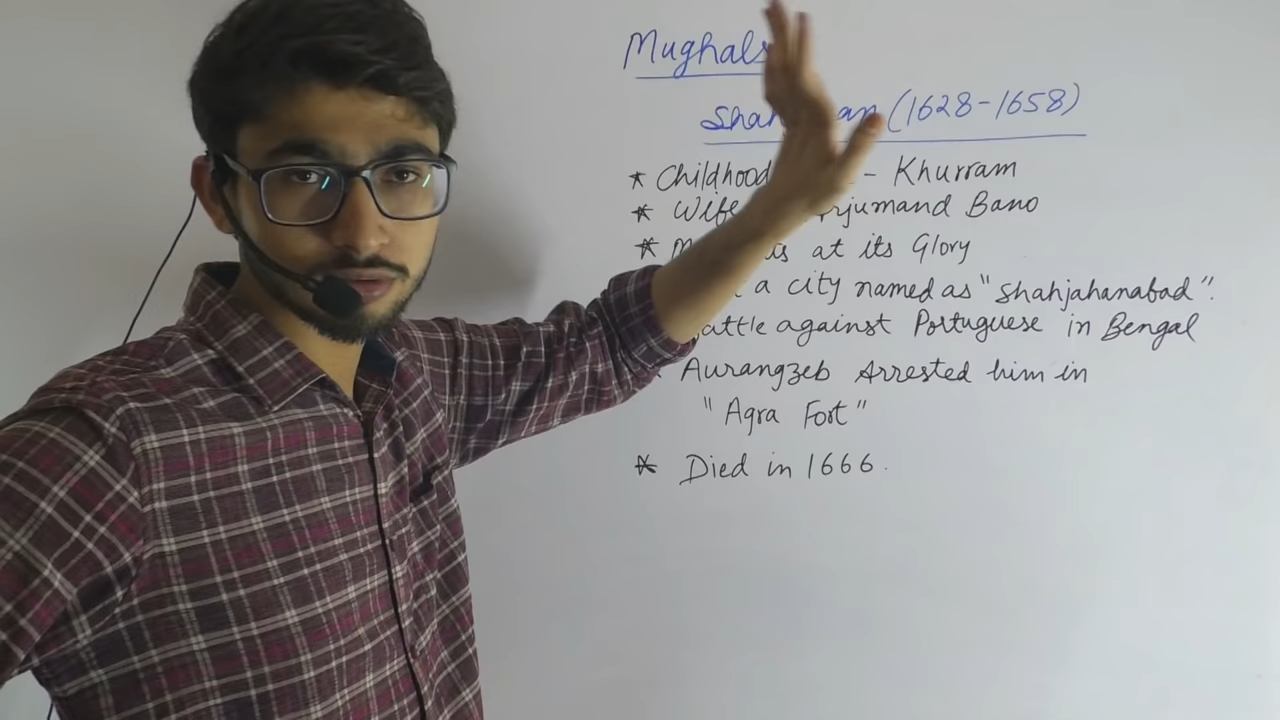 Mughals
(1628-1658)
* Childhood - Khurram
* Wife Bano
* at its Glory
a city named as "Shahjahanabad".
against Portuguese in Bengal
Aurangzeb Arrested him in
"Agra Fort"
* Died in 1666.